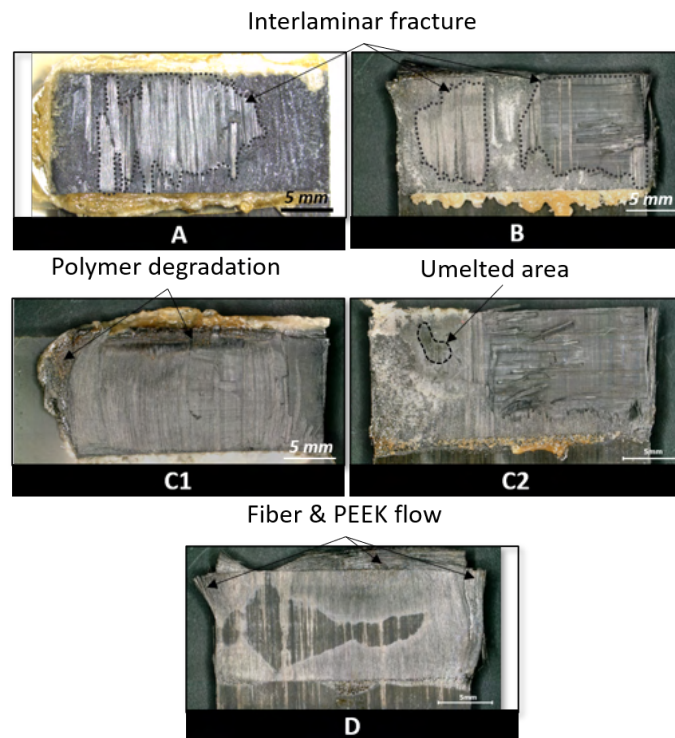 Interlaminar fracture
5 mm
5 mm
A
B
Polymer degradation
Umelted area
5 mm
5mm
C1
C2
Fiber & PEEK flow
5mm
D